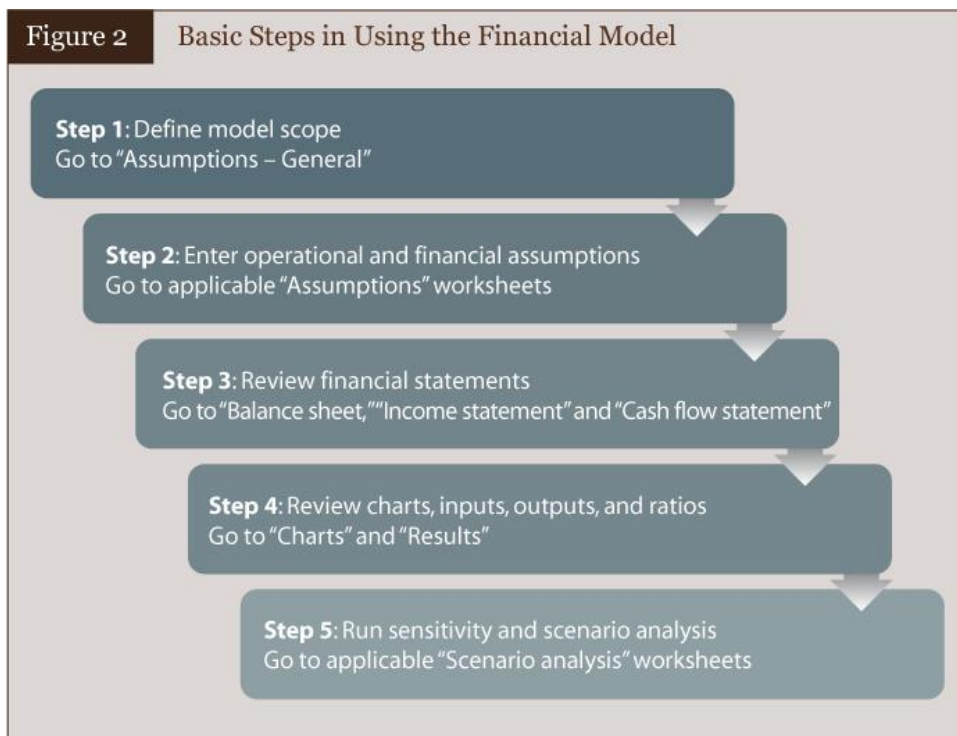 Figure 2 Basic Steps in Using the Financial Model
Step 1: Define model scope
Go to “Assumptions – General”
Step 2: Enter operational and financial assumptions
Go to applicable “Assumptions” worksheets
Step 3: Review financial statements
Go to “Balance sheet,” “Income statement” and “Cash flow statement”
Step 4: Review charts, inputs, outputs, and ratios
Go to “Charts” and “Results”
Step 5: Run sensitivity and scenario analysis
Go to applicable “Scenario analysis” worksheets